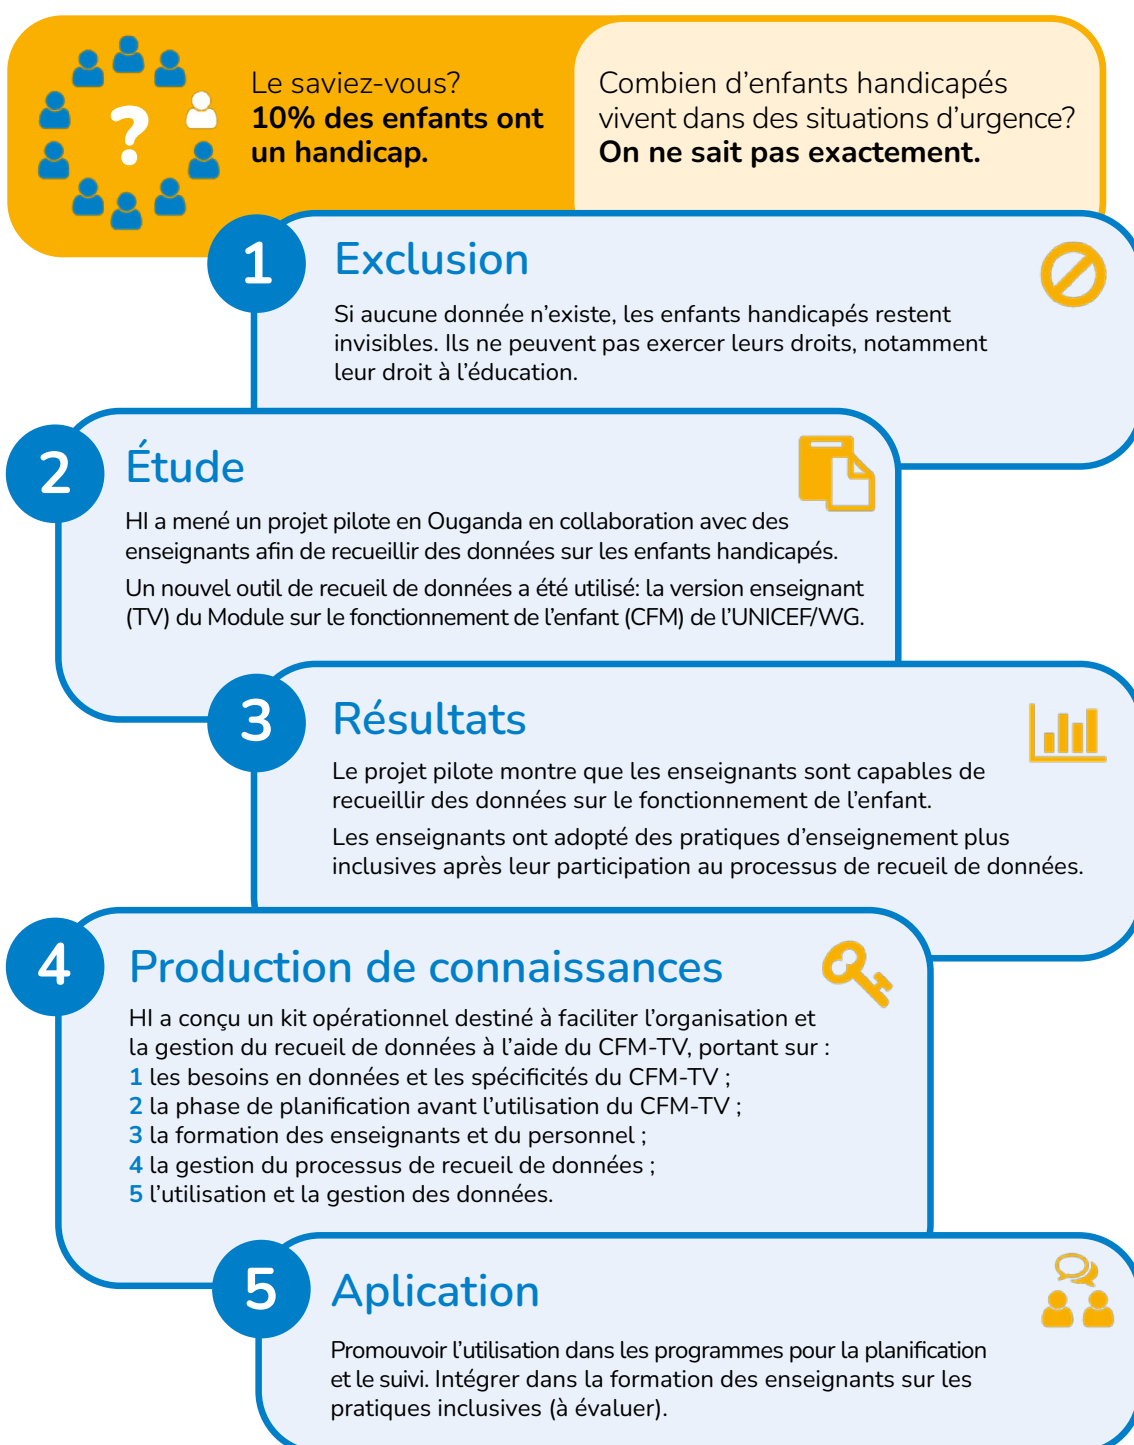 ?
Le saviez-vous?
10% des enfants ont
un handicap.
Combien d’enfants handicapés
vivent dans des situations d’urgence?
On ne sait pas exactement.
1
Exclusion
Si aucune donnée n’existe, les enfants handicapés restent
invisibles. Ils ne peuvent pas exercer leurs droits, notamment
leur droit à l’éducation.
2
Étude
HI a mené un projet pilote en Ouganda en collaboration avec des
enseignants afin de recueillir des données sur les enfants handicapés.
Un nouvel outil de recueil de données a été utilisé: la version enseignant
(TV) du Module sur le fonctionnement de l’enfant (CFM) de l’UNICEF/WG.
3
Résultats
Le projet pilote montre que les enseignants sont capables de
recueillir des données sur le fonctionnement de l’enfant.
Les enseignants ont adopté des pratiques d’enseignement plus
inclusives après leur participation au processus de recueil de données.
4
Production de connaissances
HI a conçu un kit opérationnel destiné à faciliter l’organisation et
la gestion du recueil de données à l’aide du CFM-TV, portant sur :
1 les besoins en données et les spécificités du CFM-TV ;
2 la phase de planification avant l’utilisation du CFM-TV ;
3 la formation des enseignants et du personnel ;
4 la gestion du processus de recueil de données ;
5 l’utilisation et la gestion des données.
5
Aplication
Promouvoir l’utilisation dans les programmes pour la planification
et le suivi. Intégrer dans la formation des enseignants sur les
pratiques inclusives (à évaluer).